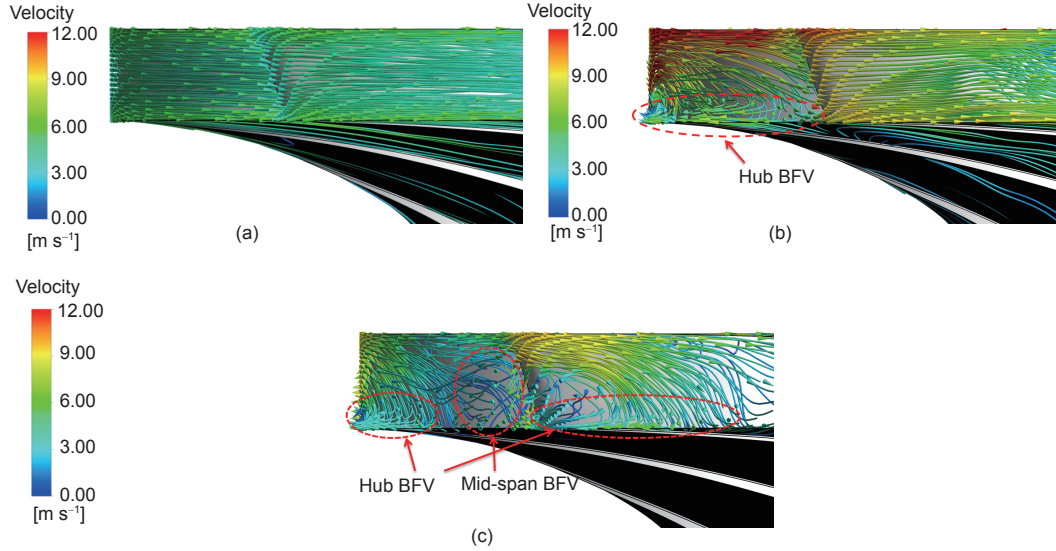 Velocity
12.00
9.00
6.00
3.00
0.00
[m s⁻¹]
(a)
Velocity
12.00
9.00
6.00
3.00
0.00
[m s⁻¹]
Hub BFV
(b)
Velocity
12.00
9.00
6.00
3.00
0.00
[m s⁻¹]
Hub BFV
Mid-span BFV
(c)